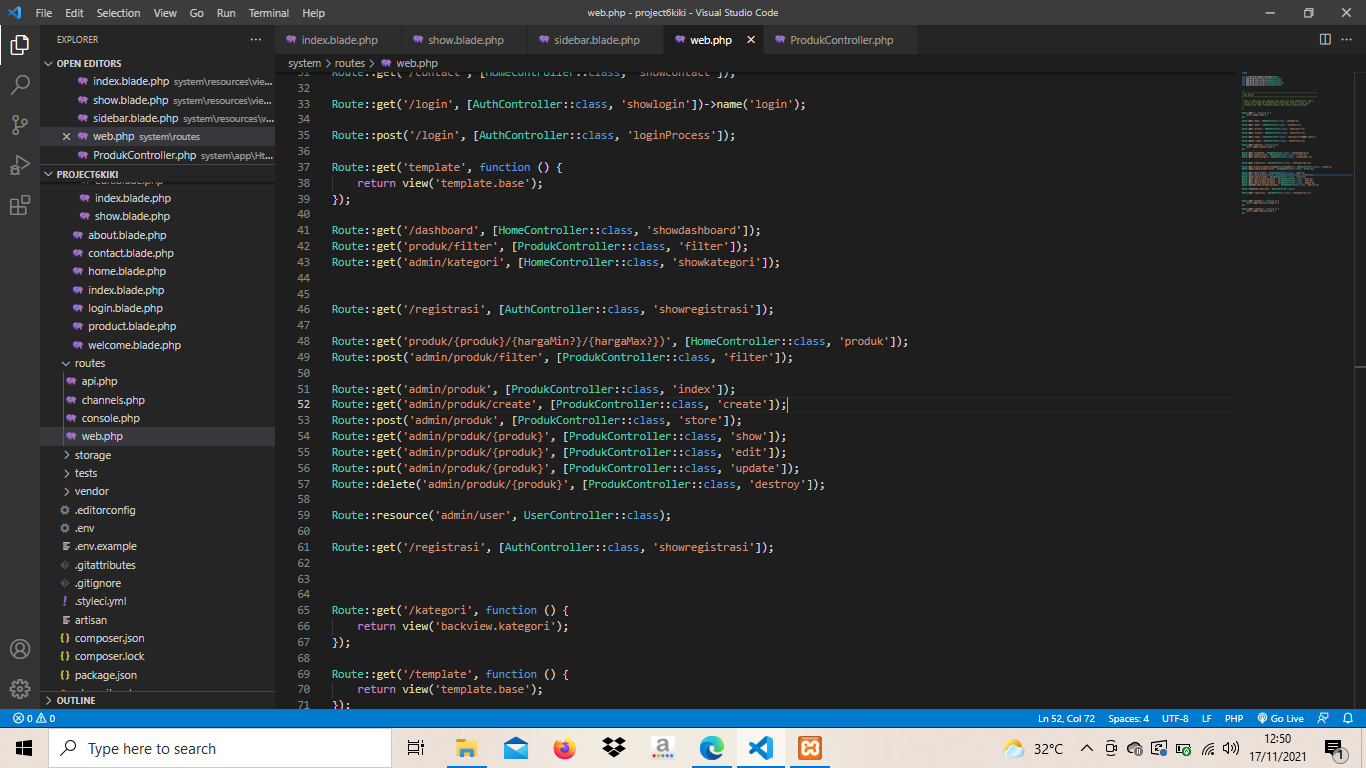 File Edit Selection View Go Run Terminal Help
web.php - project6kiki - Visual Studio Code
EXPLORER
OPEN EDITORS
index.blade.php system\resources\vie...
show.blade.php system\resources\vie...
sidebar.blade.php system\resources\v...
web.php system\routes
ProdukController.php system\app\Ht...
PROJECT6KIKI
index.blade.php
show.blade.php
about.blade.php
contact.blade.php
home.blade.php
index.blade.php
login.blade.php
product.blade.php
welcome.blade.php
routes
api.php
channels.php
console.php
web.php
storage
tests
vendor
.editorconfig
.env
.env.example
.gitattributes
.gitignore
.styleci.yml
artisan
composer.json
composer.lock
package.json
OUTLINE
index.blade.php show.blade.php sidebar.blade.php web.php ProdukController.php
system > routes > web.php
31 Route::get('/contact', [HomeController::class, 'showcontact']);
32
33 Route::get('/login', [AuthController::class, 'showlogin'])->name('login');
34
35 Route::post('/login', [AuthController::class, 'loginProcess']);
36
37 Route::get('template', function () {
38 return view('template.base');
39 });
40
41 Route::get('/dashboard', [HomeController::class, 'showdashboard']);
42 Route::get('produk/filter', [ProdukController::class, 'filter']);
43 Route::get('admin/kategori', [HomeController::class, 'showkategori']);
44
45
46 Route::get('/registrasi', [AuthController::class, 'showregistrasi']);
47
48 Route::get('produk/{produk}/{hargaMin?}/{hargaMax?})', [HomeController::class, 'produk']);
49 Route::post('admin/produk/filter', [ProdukController::class, 'filter']);
50
51 Route::get('admin/produk', [ProdukController::class, 'index']);
52 Route::get('admin/produk/create', [ProdukController::class, 'create']);
53 Route::post('admin/produk', [ProdukController::class, 'store']);
54 Route::get('admin/produk/{produk}', [ProdukController::class, 'show']);
55 Route::get('admin/produk/{produk}', [ProdukController::class, 'edit']);
56 Route::put('admin/produk/{produk}', [ProdukController::class, 'update']);
57 Route::delete('admin/produk/{produk}', [ProdukController::class, 'destroy']);
58
59 Route::resource('admin/user', UserController::class);
60
61 Route::get('/registrasi', [AuthController::class, 'showregistrasi']);
62
63
64
65 Route::get('/kategori', function () {
66 return view('backview.kategori');
67 });
68
69 Route::get('/template', function () {
70 return view('template.base');
71 });
0 0
Ln 52, Col 72 Spaces: 4 UTF-8 LF PHP Go Live
Type here to search
32°C
12:50
17/11/2021
1